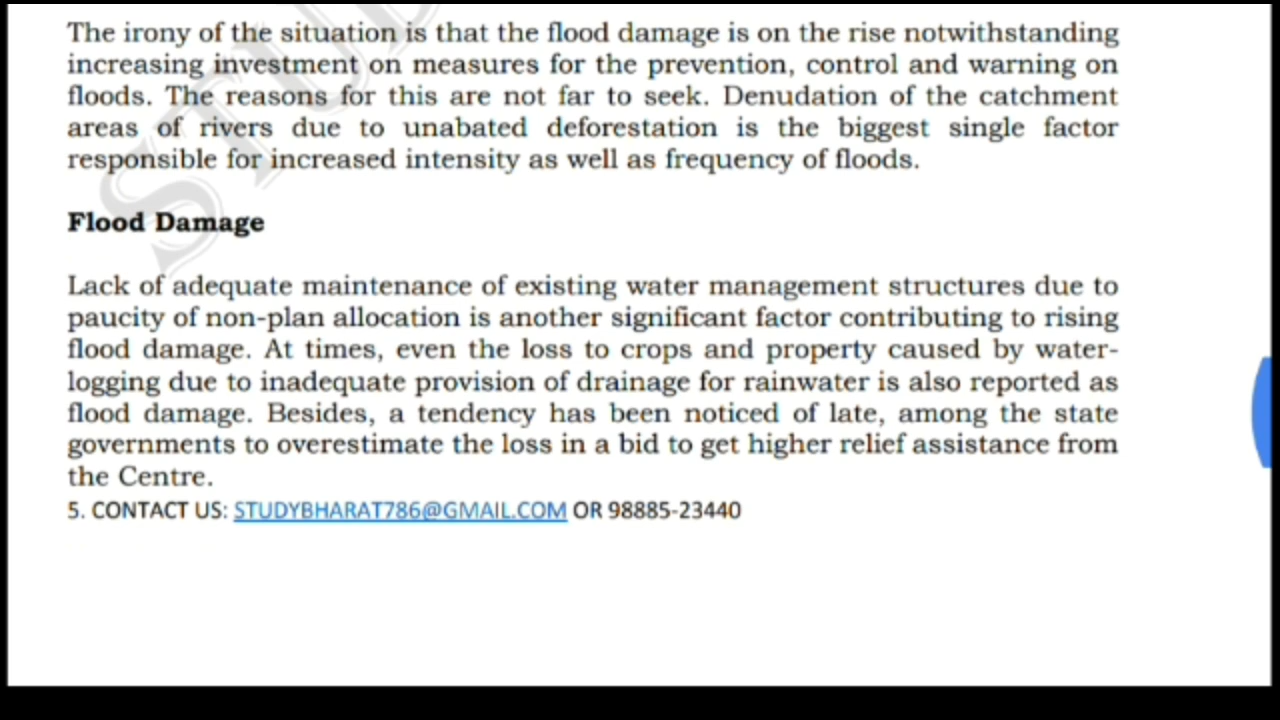 The irony of the situation is that the flood damage is on the rise notwithstanding
increasing investment on measures for the prevention, control and warning on
floods. The reasons for this are not far to seek. Denudation of the catchment
areas of rivers due to unabated deforestation is the biggest single factor
responsible for increased intensity as well as frequency of floods.
Flood Damage
Lack of adequate maintenance of existing water management structures due to
paucity of non-plan allocation is another significant factor contributing to rising
flood damage. At times, even the loss to crops and property caused by water-
logging due to inadequate provision of drainage for rainwater is also reported as
flood damage. Besides, a tendency has been noticed of late, among the state
governments to overestimate the loss in a bid to get higher relief assistance from
the Centre.
5. CONTACT US: STUDYBHARAT786@GMAIL.COM OR 98885-23440